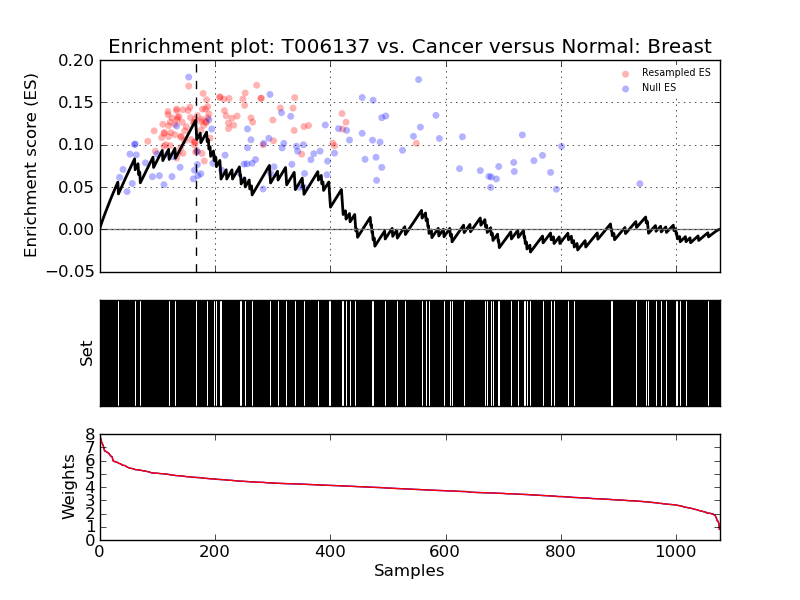 Enrichment plot: T006137 vs. Cancer versus Normal: Breast
0.20
0.15
0.10
0.05
0.00
−0.05
Enrichment score (ES)
Resampled ES
Null ES
Set
8
7
6
5
4
3
2
1
0
Weights
0 200 400 600 800 1000
Samples